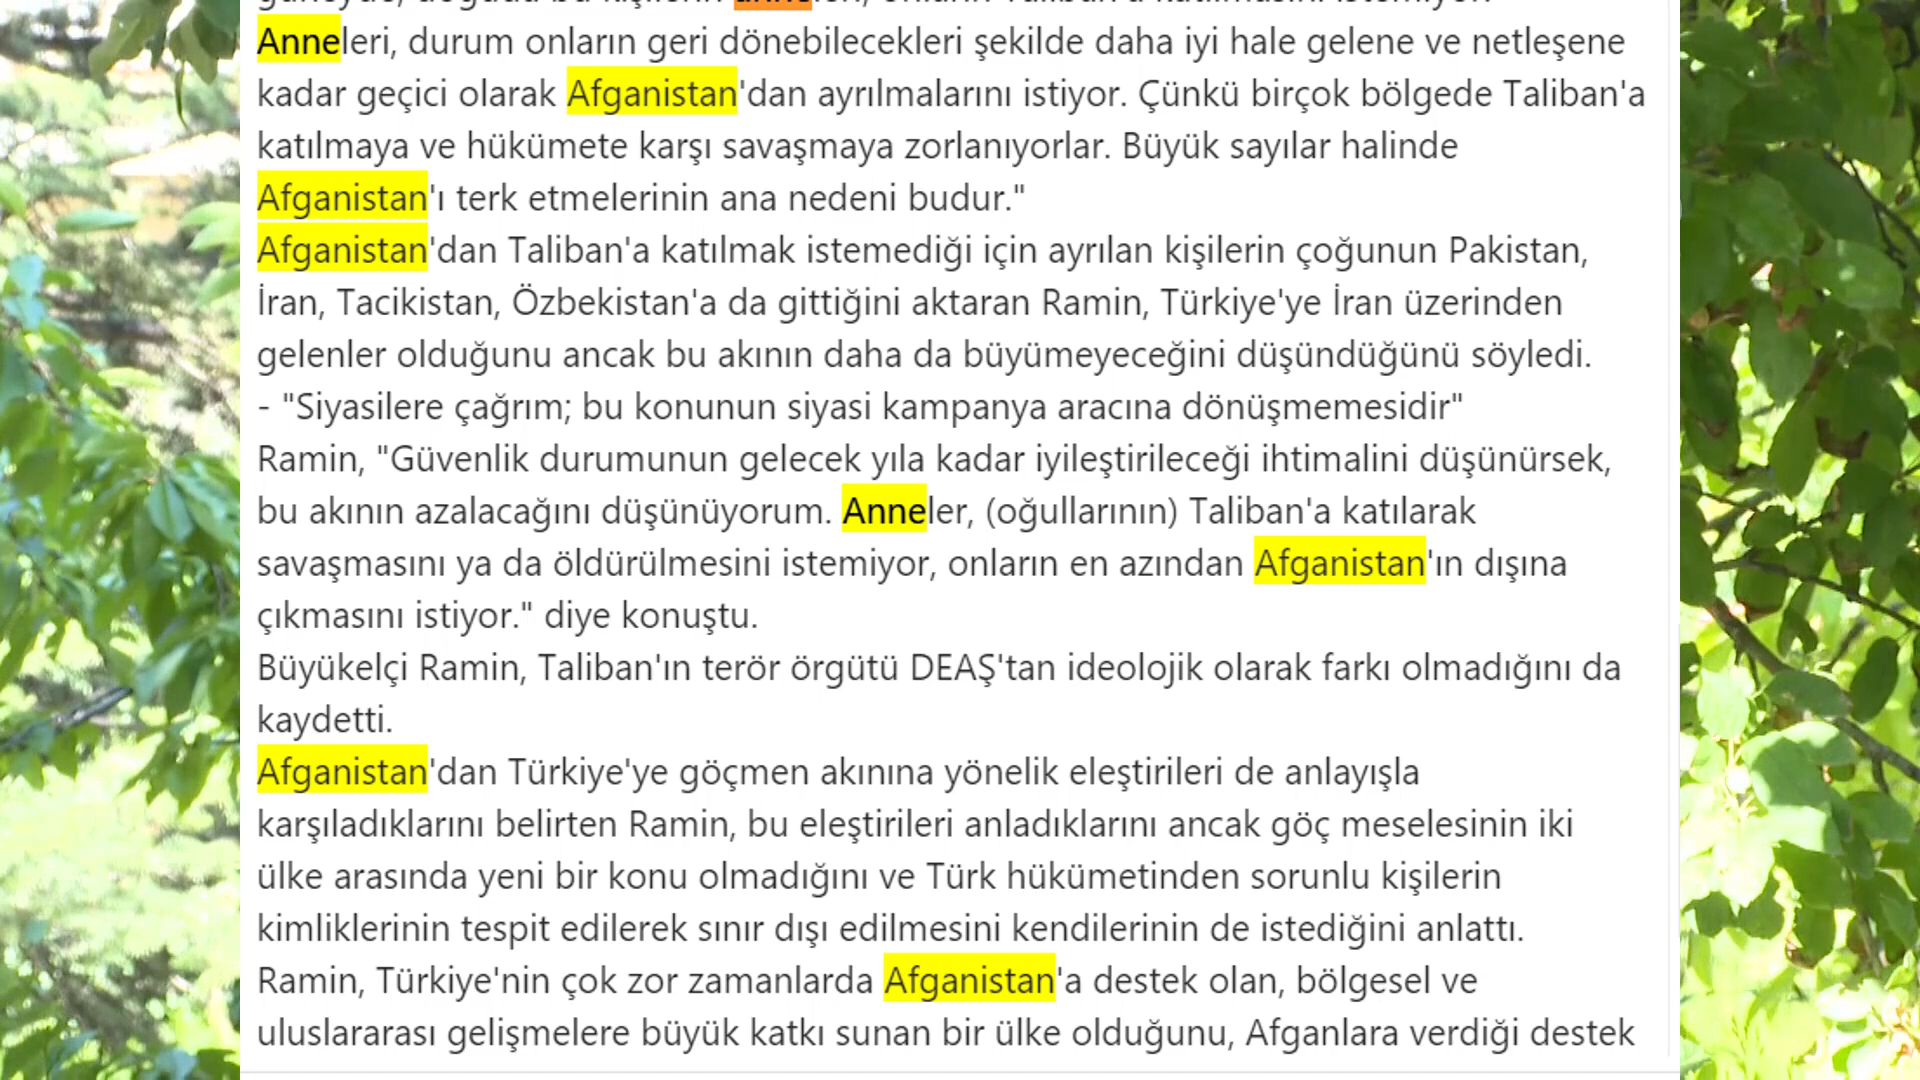 Anneleri, durum onların geri dönebilecekleri şekilde daha iyi hale gelene ve netleşene
kadar geçici olarak Afganistan'dan ayrılmalarını istiyor. Çünkü birçok bölgede Taliban'a
katılmaya ve hükümete karşı savaşmaya zorlanıyorlar. Büyük sayılar halinde
Afganistan'ı terk etmelerinin ana nedeni budur."
Afganistan'dan Taliban'a katılmak istemediği için ayrılan kişilerin çoğunun Pakistan,
İran, Tacikistan, Özbekistan'a da gittiğini aktaran Ramin, Türkiye'ye İran üzerinden
gelenler olduğunu ancak bu akının daha da büyümeyeceğini düşündüğünü söyledi.
- "Siyasilere çağrım; bu konunun siyasi kampanya aracına dönüşmemesidir"
Ramin, "Güvenlik durumunun gelecek yıla kadar iyileştirileceği ihtimalini düşünürsek,
bu akının azalacağını düşünüyorum. Anneler, (oğullarının) Taliban'a katılarak
savaşmasını ya da öldürülmesini istemiyor, onların en azından Afganistan'ın dışına
çıkmasını istiyor." diye konuştu.
Büyükelçi Ramin, Taliban'ın terör örgütü DEAŞ'tan ideolojik olarak farkı olmadığını da
kaydetti.
Afganistan'dan Türkiye'ye göçmen akınına yönelik eleştirileri de anlayışla
karşıladıklarını belirten Ramin, bu eleştirileri anladıklarını ancak göç meselesinin iki
ülke arasında yeni bir konu olmadığını ve Türk hükümetinden sorunlu kişilerin
kimliklerinin tespit edilerek sınır dışı edilmesini kendilerinin de istediğini anlattı.
Ramin, Türkiye'nin çok zor zamanlarda Afganistan'a destek olan, bölgesel ve
uluslararası gelişmelere büyük katkı sunan bir ülke olduğunu, Afganlara verdiği destek